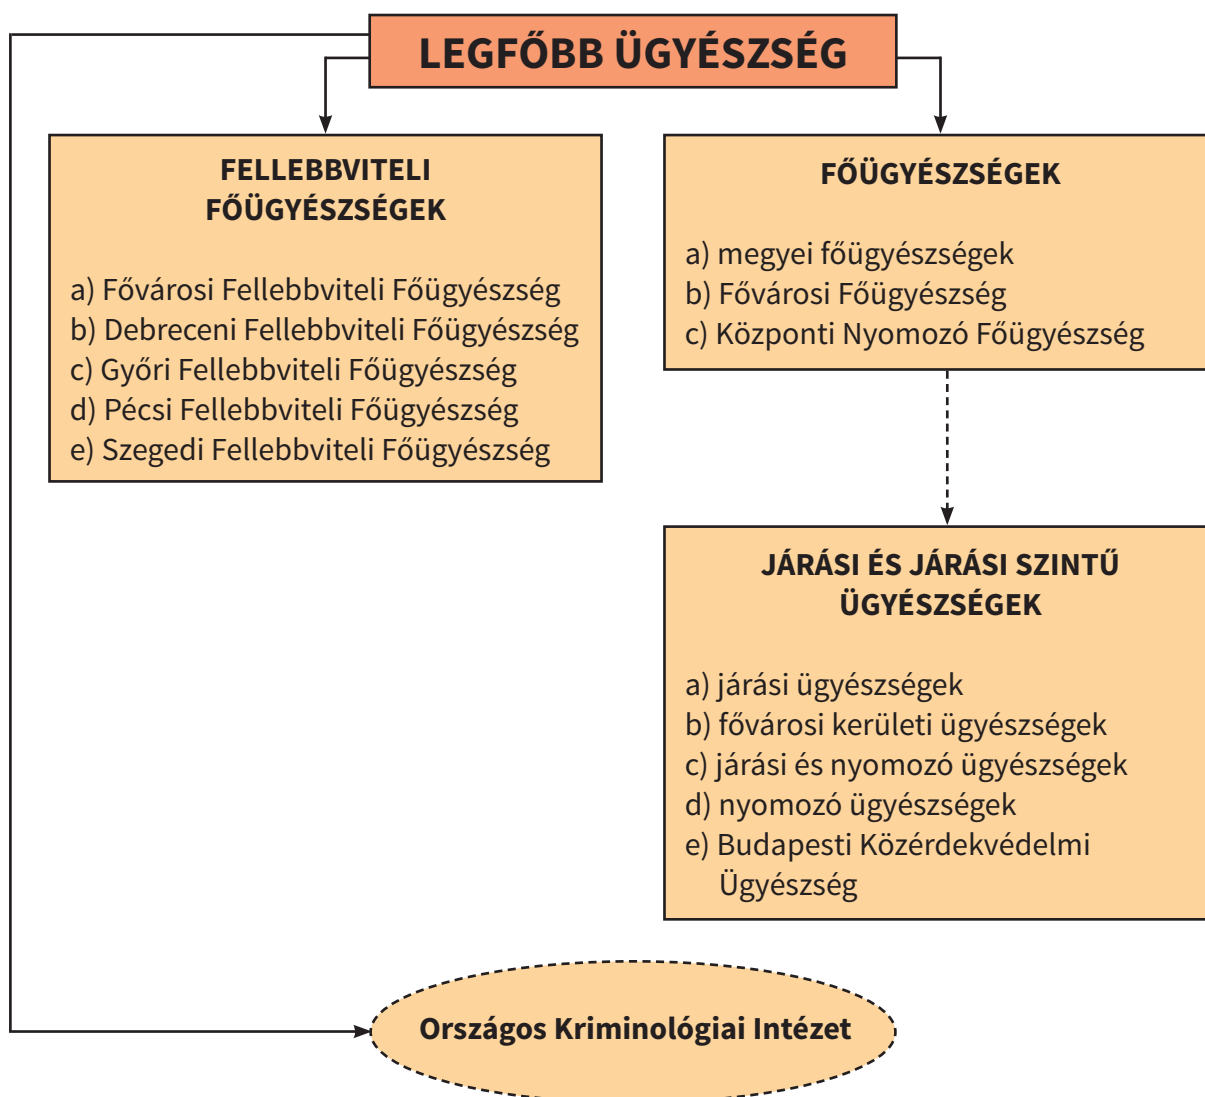 LEGFŐBB ÜGYÉSZSÉG
FELLEBBVITELI
FŐÜGYÉSZSÉGEK
a) Fővárosi Fellebbviteli Főügyészség
b) Debreceni Fellebbviteli Főügyészség
c) Győri Fellebbviteli Főügyészség
d) Pécsi Fellebbviteli Főügyészség
e) Szegedi Fellebbviteli Főügyészség
FŐÜGYÉSZSÉGEK
a) megyei főügyészségek
b) Fővárosi Főügyészség
c) Központi Nyomozó Főügyészség
JÁRÁSI ÉS JÁRÁSI SZINTŰ
ÜGYÉSZSÉGEK
a) járási ügyészségek
b) fővárosi kerületi ügyészségek
c) járási és nyomozó ügyészségek
d) nyomozó ügyészségek
e) Budapesti Közérdekvédelmi
Ügyészség
Országos Kriminológiai Intézet